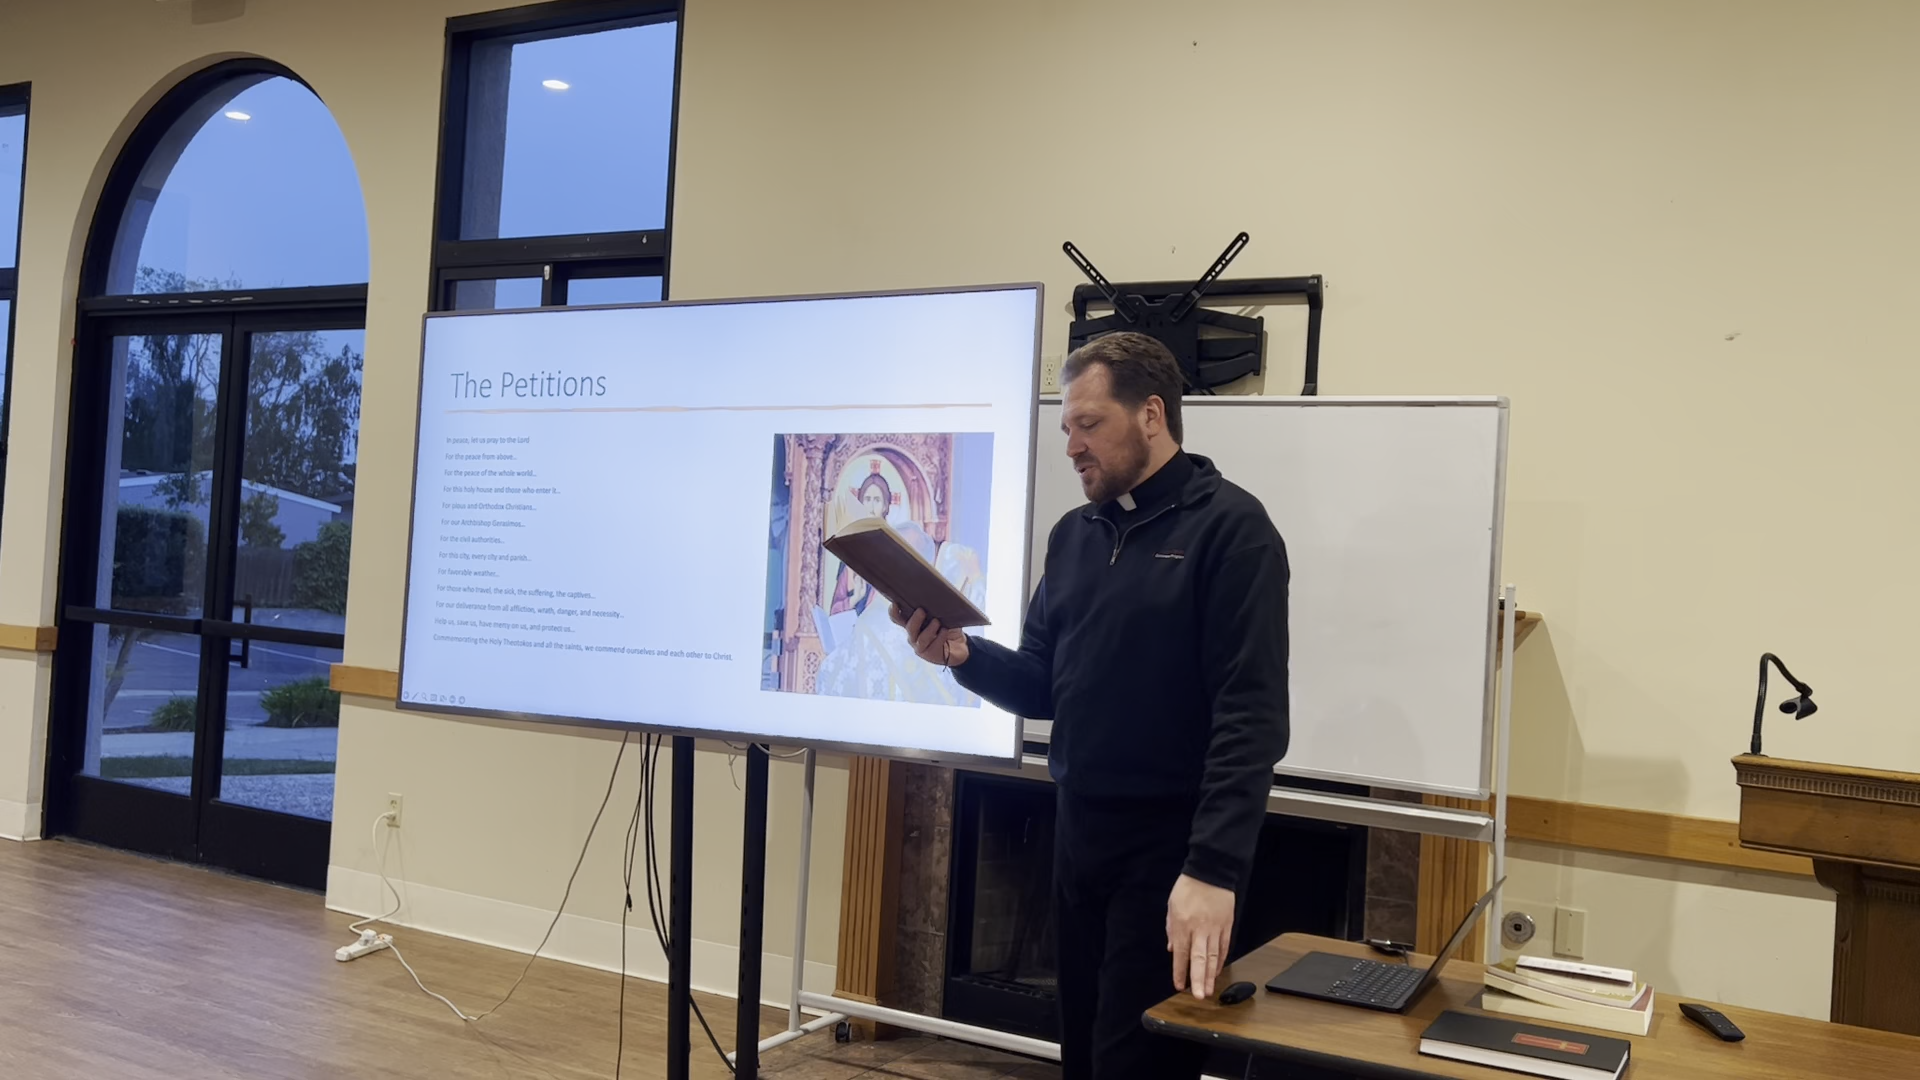 The Petitions
In peace, let us pray to the Lord
For the peace from above...
For the peace of the whole world...
For this holy house and those who enter it...
For pious and Orthodox Christians...
For our Archbishop Gerasimos...
For the civil authorities...
For this city, every city and parish...
For favorable weather...
For those who travel, the sick, the suffering, the captives...
For our deliverance from all affliction, wrath, danger, and necessity...
Help us, save us, have mercy on us, and protect us...
Commemorating the Holy Theotokos and all the saints, we commend ourselves and each other to Christ.